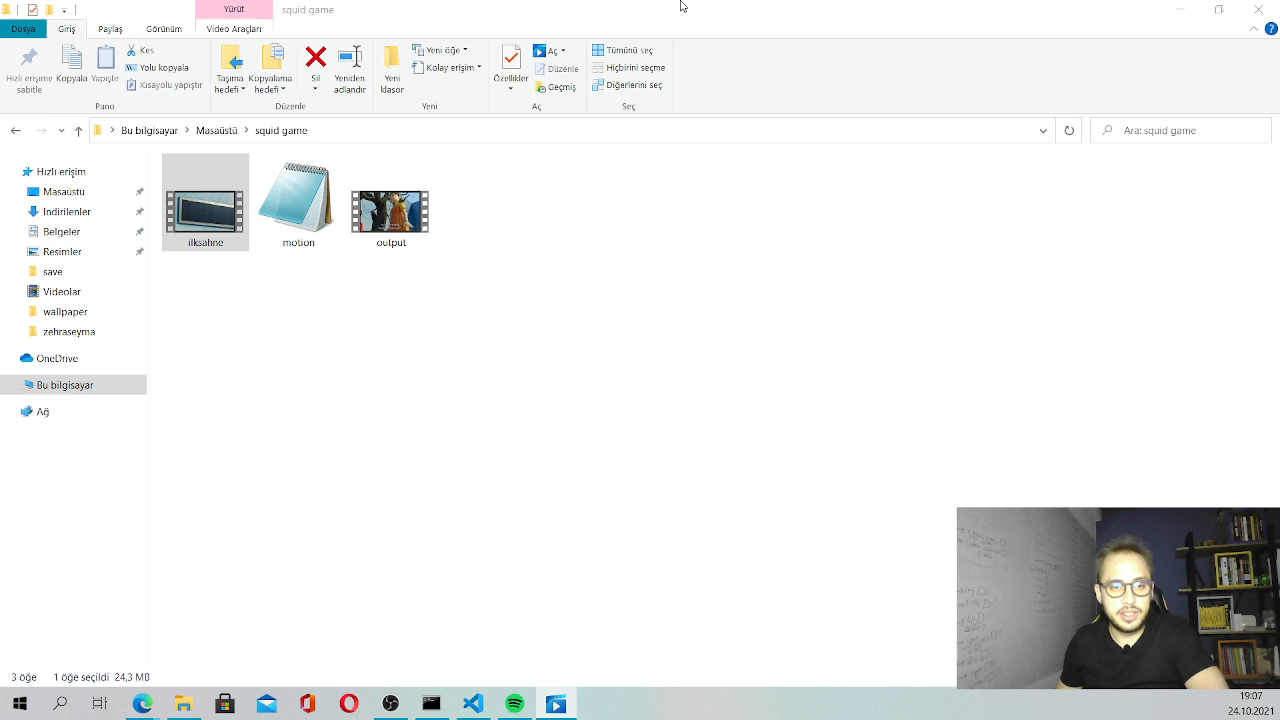 Yürüt
squid game
Dosya
Giriş
Paylaş
Görünüm
Video Araçları
Hızlı erişime sabitle
Kopyala
Yapıştır
Kes
Yolu kopyala
Kısayolu yapıştır
Pano
Taşıma hedefi
Kopyalama hedefi
Sil
Yeniden adlandır
Düzenle
Yeni klasör
Yeni öğe
Kolay erişim
Yeni
Özellikler
Aç
Düzenle
Geçmiş
Aç
Tümünü seç
Hiçbirini seçme
Diğerlerini seç
Seç
Bu bilgisayar
Masaüstü
squid game
Ara: squid game
Hızlı erişim
Masaüstü
İndirilenler
Belgeler
Resimler
save
Videolar
wallpaper
zehraseyma
OneDrive
Bu bilgisayar
Ağ
ilksahne
motion
output
3 öğe
1 öğe seçildi 24,3 MB
19:07
24.10.2021